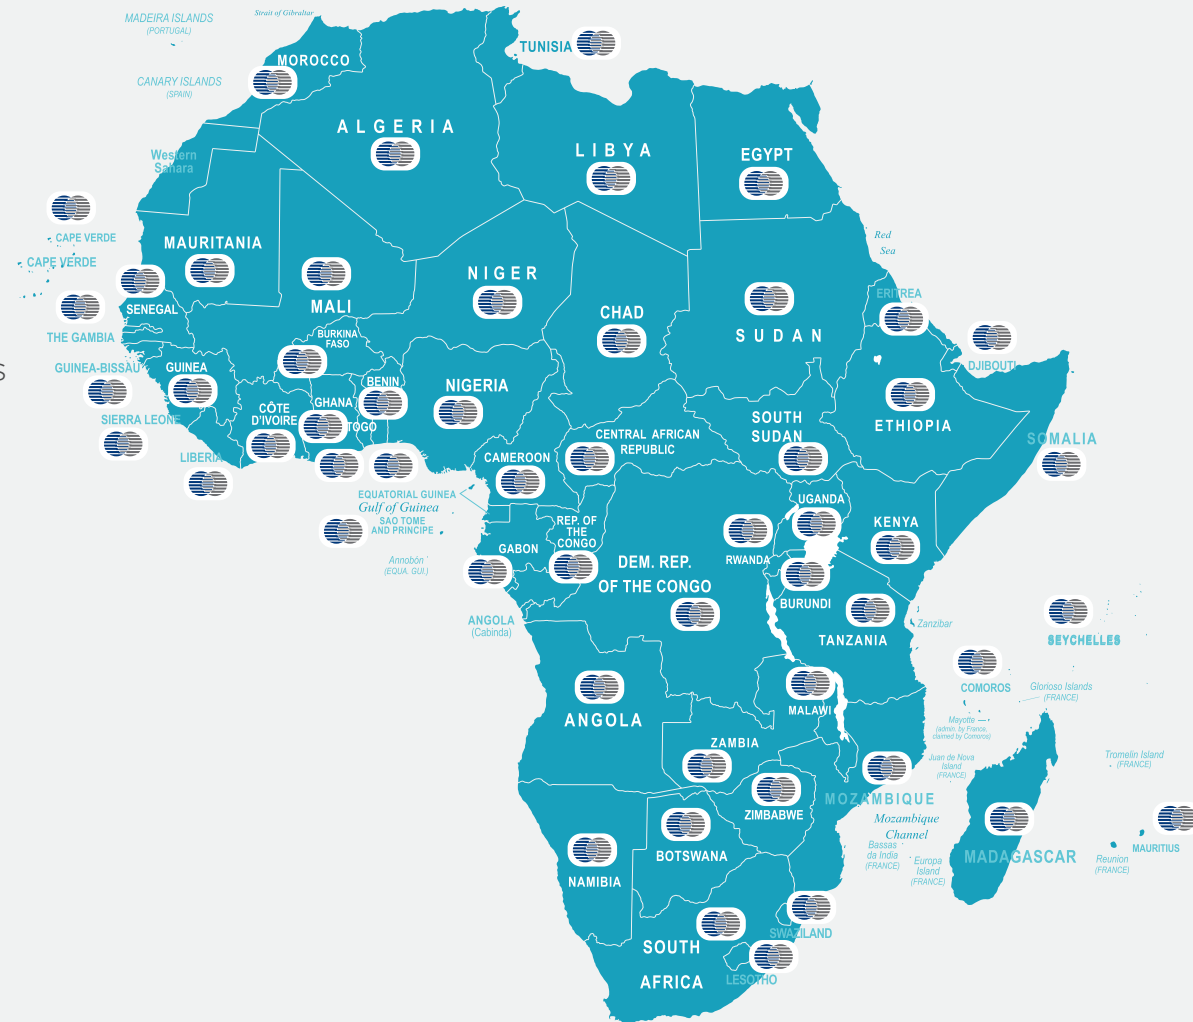 MADEIRA ISLANDS
(PORTUGAL)
Strait of Gibraltar
TUNISIA
MOROCCO
CANARY ISLANDS
(SPAIN)
ALGERIA
LIBYA
EGYPT
Western
Sahara
CAPE VERDE
CAPE VERDE
MAURITANIA
Red
Sea
NIGER
MALI
CHAD
SUDAN
ERITREA
SENEGAL
THE GAMBIA
BURKINA
FASO
DJIBOUTI
S
GUINEA-BISSAU
GUINEA
BENIN
NIGERIA
GHANA
CÔTE
D'IVOIRE
TOGO
SIERRA LEONE
SOUTH
SUDAN
ETHIOPIA
CENTRAL AFRICAN
REPUBLIC
SOMALIA
LIBERIA
CAMEROON
EQUATORIAL GUINEA
Gulf of Guinea
SAO TOME
AND PRINCIPE
UGANDA
KENYA
REP. OF
THE
CONGO
GABON
Annobón
(EQUA. GUI.)
DEM. REP.
OF THE CONGO
RWANDA
BURUNDI
TANZANIA
Zanzibar
ANGOLA
(Cabinda)
SEYCHELLES
COMOROS
Glorioso Islands
(FRANCE)
MALAWI
ANGOLA
Mayotte
(admin. by France,
claimed by Comoros)
ZAMBIA
Juan de Nova
Island
(FRANCE)
Tromelin Island
(FRANCE)
MOZAMBIQUE
Mozambique
Channel
ZIMBABWE
BOTSWANA
Bassas
da India
(FRANCE)
Europa
Island
(FRANCE)
MADAGASCAR
Reunion
(FRANCE)
MAURITIUS
NAMIBIA
SWAZILAND
SOUTH
AFRICA
LESOTHO